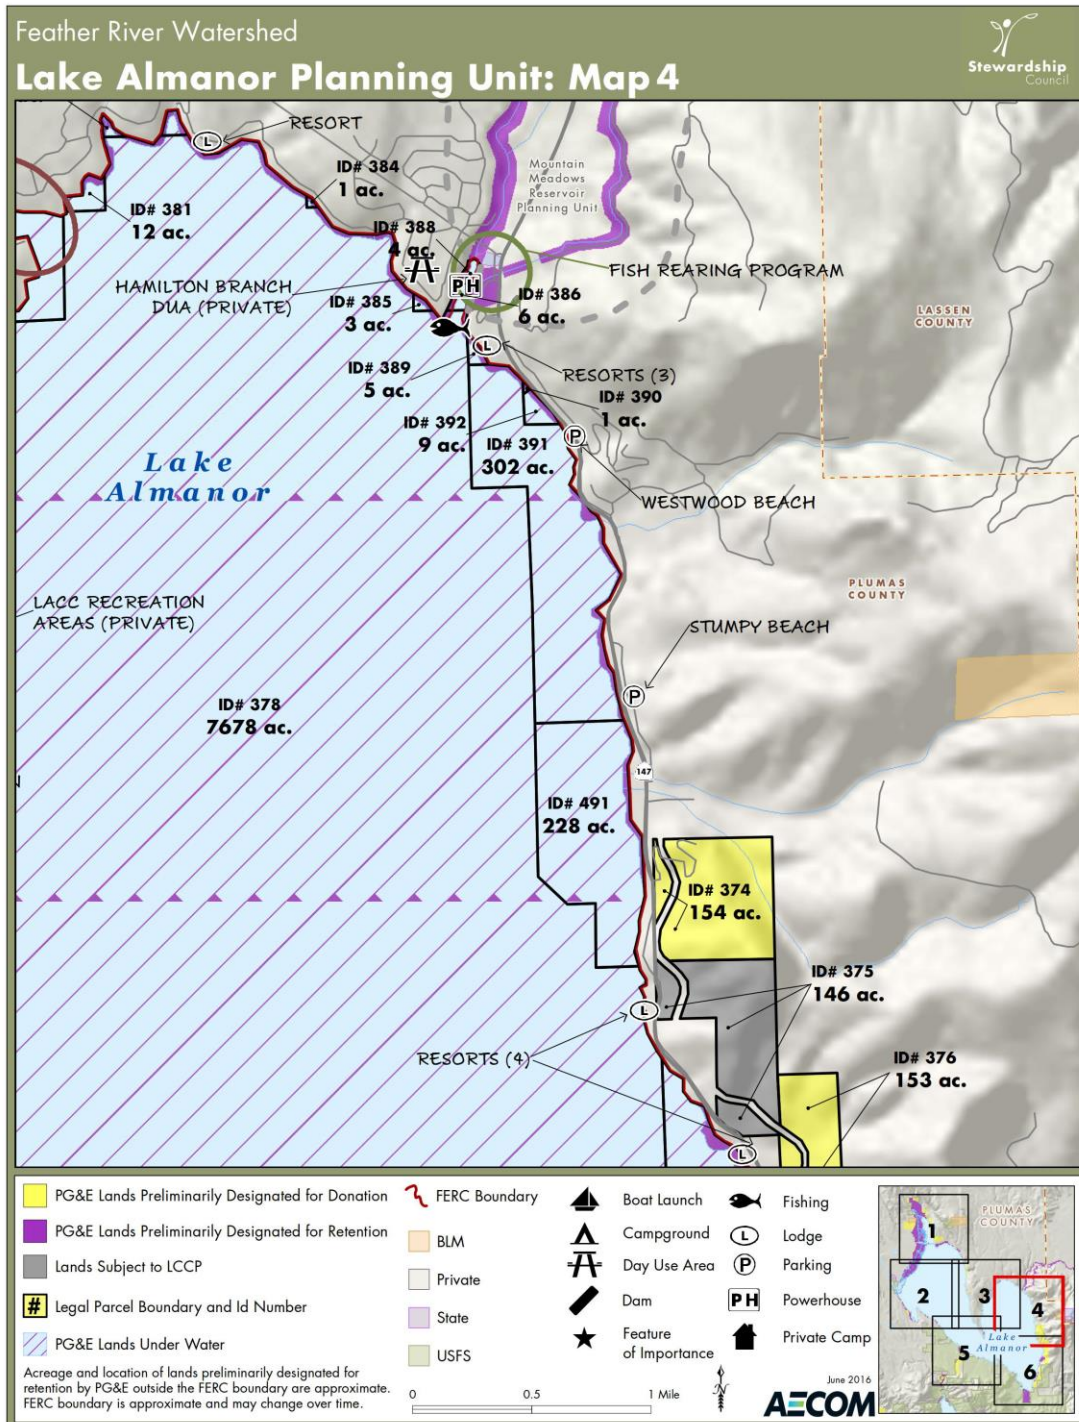 Feather River Watershed
Lake Almanor Planning Unit: Map 4
Stewardship
Council
RESORT
ID# 384
1 ac.
Mountain
Meadows
Reservoir
Planning Unit
ID# 381
12 ac.
ID# 388
4 ac.
FISH REARING PROGRAM
HAMILTON BRANCH
DUA (PRIVATE)
PH
ID# 385
3 ac.
ID# 386
6 ac.
LASSEN
COUNTY
L
ID# 389
5 ac.
RESORTS (3)
ID# 390
1 ac.
ID# 392
9 ac.
ID# 391
302 ac.
P
Lake
Almanor
WESTWOOD BEACH
PLUMAS
COUNTY
LACC RECREATION
AREAS (PRIVATE)
STUMPY BEACH
P
ID# 378
7678 ac.
147
ID# 491
228 ac.
ID# 374
154 ac.
ID# 375
146 ac.
L
RESORTS (4)
ID# 376
153 ac.
L
PG&E Lands Preliminarily Designated for Donation
PG&E Lands Preliminarily Designated for Retention
Lands Subject to LCCP
# Legal Parcel Boundary and Id Number
PG&E Lands Under Water
Acreage and location of lands preliminarily designated for
retention by PG&E outside the FERC boundary are approximate.
FERC boundary is approximate and may change over time.
FERC Boundary
BLM
Private
State
USFS
0 0.5 1 Mile
Boat Launch
Campground
Day Use Area
Dam
Feature
of Importance
Fishing
L Lodge
P Parking
PH Powerhouse
Private Camp
N
June 2016
AECOM
PLUMAS
COUNTY
1
2
3
4
Lake
Almanor
5
6